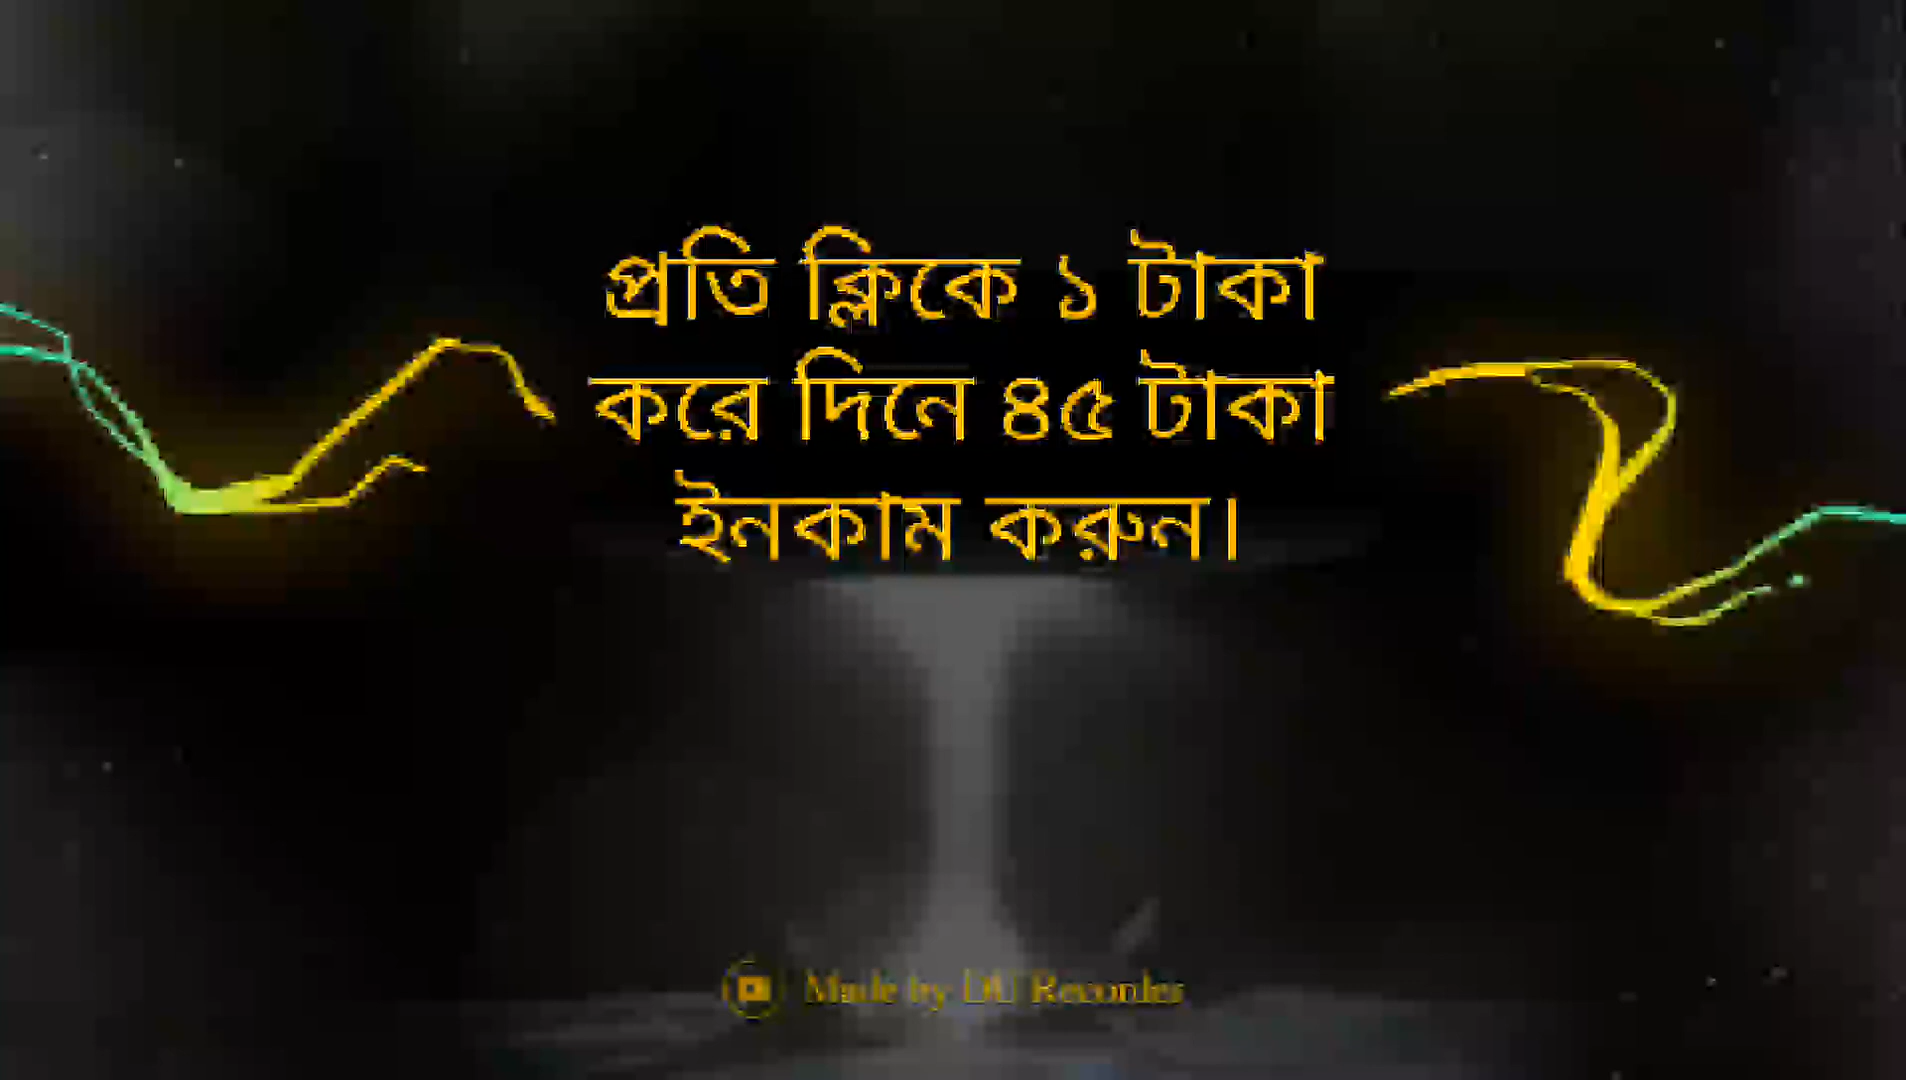 প্রতি ক্লিকে ১ টাকা
করে দিনে ৪৫ টাকা
ইনকাম করুন।
Made by DU Recorder